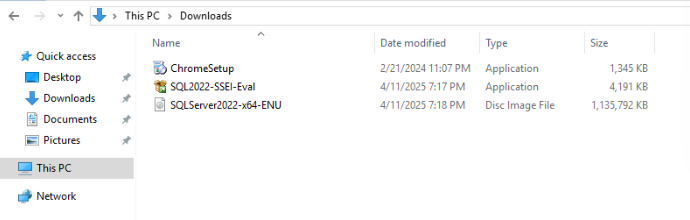 This PC > Downloads
Name Date modified Type Size
Quick access
Desktop
Downloads
Documents
Pictures
This PC
Network
ChromeSetup 2/21/2024 11:07 PM Application 1,345 KB
SQL2022-SSEI-Eval 4/11/2025 7:17 PM Application 4,191 KB
SQLServer2022-x64-ENU 4/11/2025 7:18 PM Disc Image File 1,135,792 KB